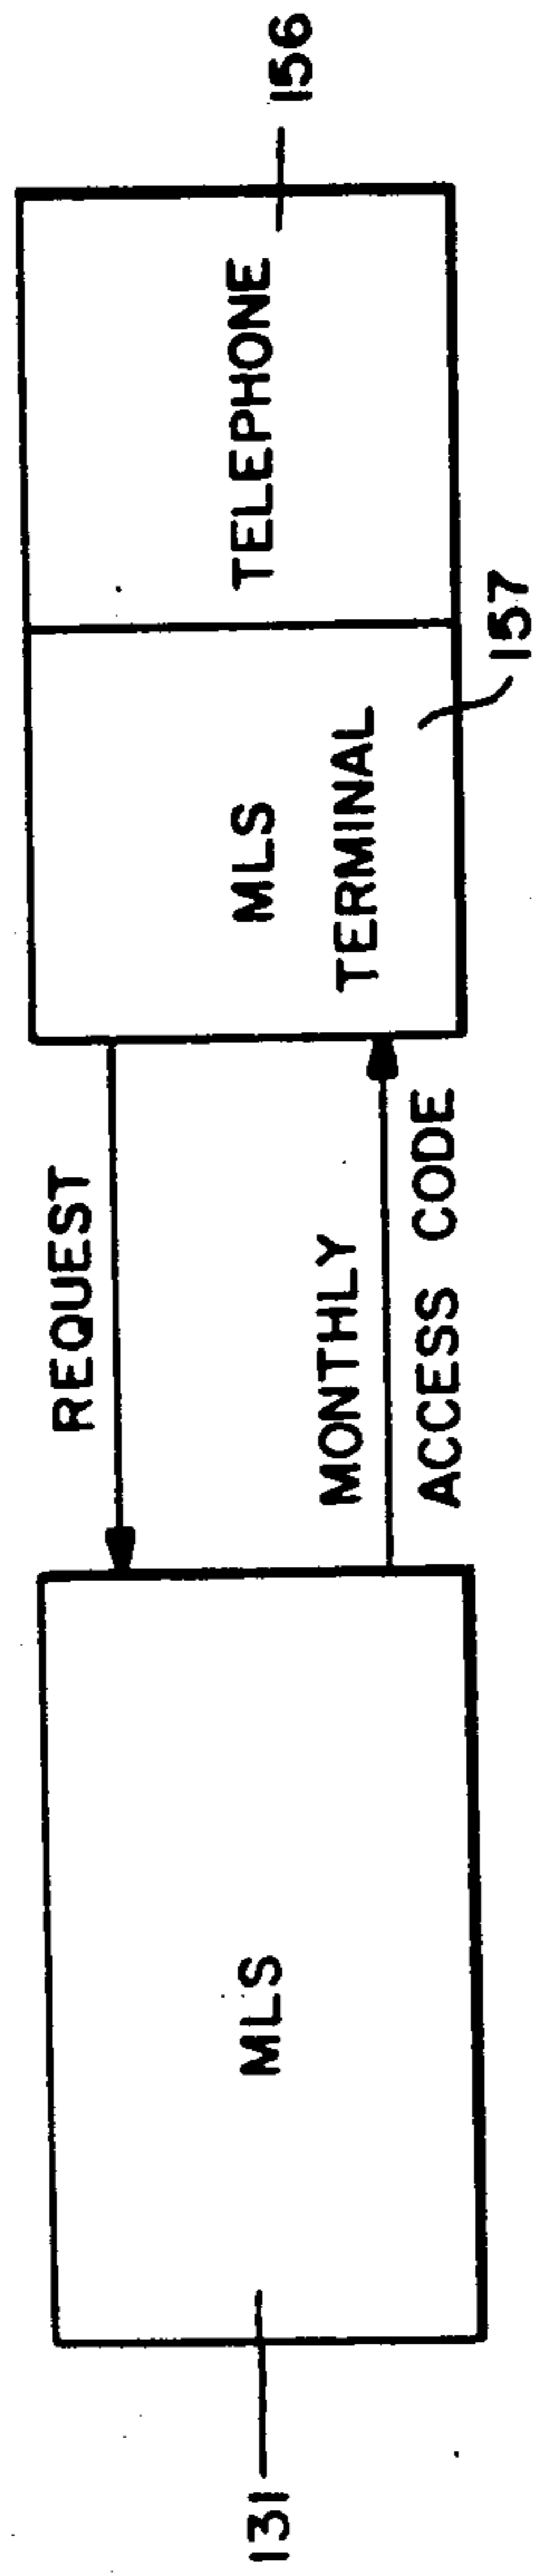 131
MLS
REQUEST
MONTHLY
ACCESS CODE
MLS
TERMINAL
157
TELEPHONE
156